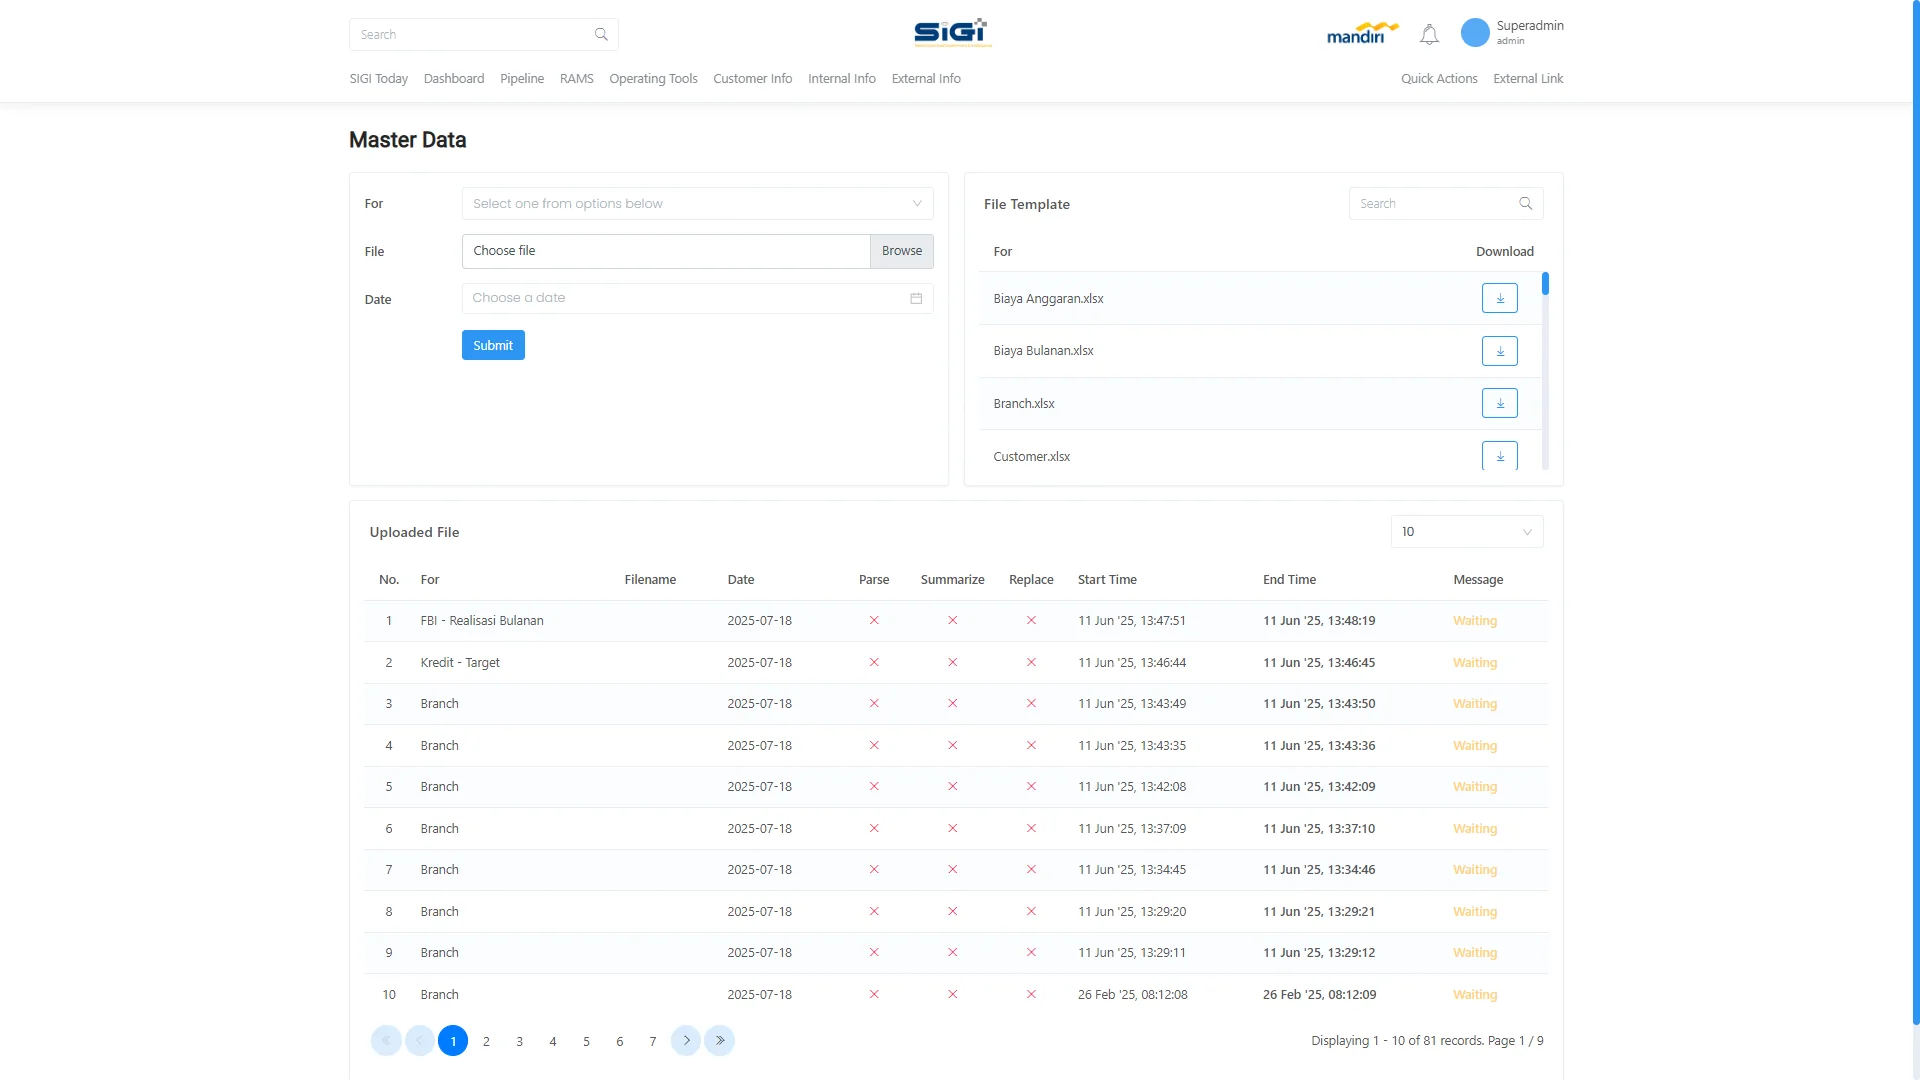 Search
SiGi
mandiri
Superadmin
admin
SIGI Today Dashboard Pipeline RAMS Operating Tools Customer Info Internal Info External Info Quick Actions External Link
Master Data
For Select one from options below
File Choose file Browse
Date Choose a date
Submit
File Template Search
For Download
Biaya Anggaran.xlsx
Biaya Bulanan.xlsx
Branch.xlsx
Customer.xlsx
Uploaded File 10
No. For Filename Date Parse Summarize Replace Start Time End Time Message
1 FBI - Realisasi Bulanan 2025-07-18 11 Jun '25, 13:47:51 11 Jun '25, 13:48:19 Waiting
2 Kredit - Target 2025-07-18 11 Jun '25, 13:46:44 11 Jun '25, 13:46:45 Waiting
3 Branch 2025-07-18 11 Jun '25, 13:43:49 11 Jun '25, 13:43:50 Waiting
4 Branch 2025-07-18 11 Jun '25, 13:43:35 11 Jun '25, 13:43:36 Waiting
5 Branch 2025-07-18 11 Jun '25, 13:42:08 11 Jun '25, 13:42:09 Waiting
6 Branch 2025-07-18 11 Jun '25, 13:37:09 11 Jun '25, 13:37:10 Waiting
7 Branch 2025-07-18 11 Jun '25, 13:34:45 11 Jun '25, 13:34:46 Waiting
8 Branch 2025-07-18 11 Jun '25, 13:29:20 11 Jun '25, 13:29:21 Waiting
9 Branch 2025-07-18 11 Jun '25, 13:29:11 11 Jun '25, 13:29:12 Waiting
10 Branch 2025-07-18 26 Feb '25, 08:12:08 26 Feb '25, 08:12:09 Waiting
« ‹ 1 2 3 4 5 6 7 › » Displaying 1 - 10 of 81 records. Page 1 / 9